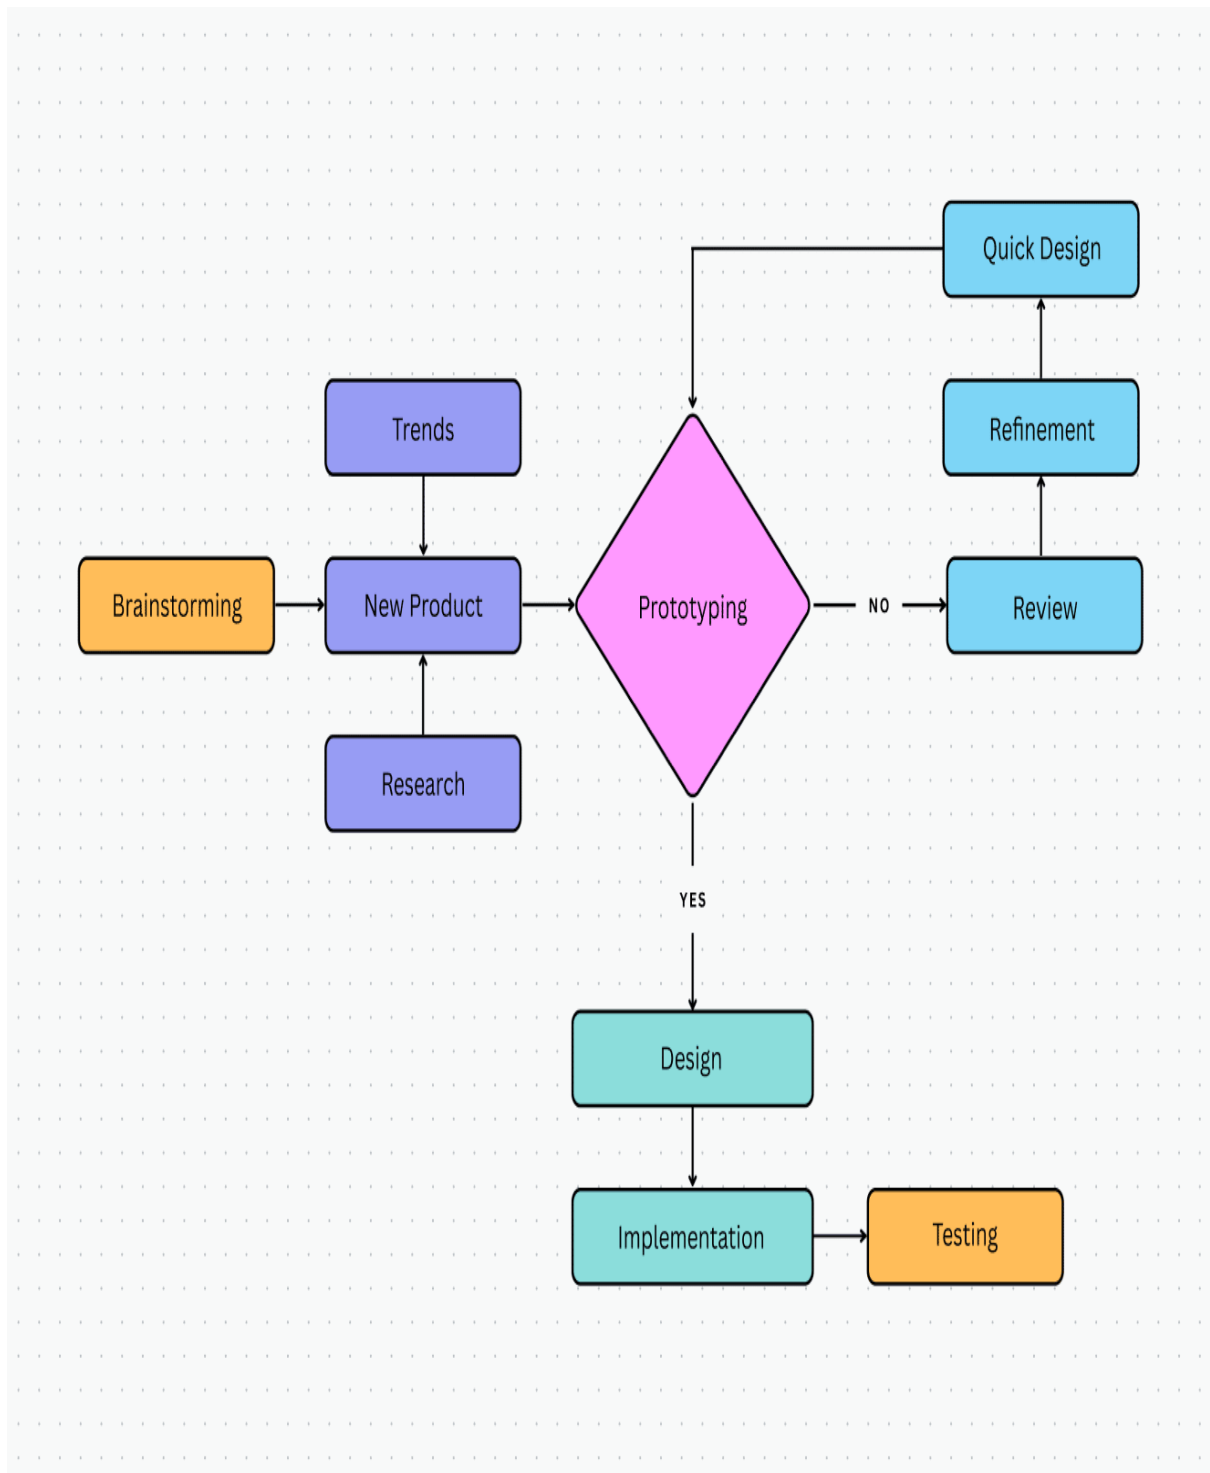 Quick Design
Trends
Refinement
Brainstorming
New Product
Prototyping
NO
Review
Research
YES
Design
Implementation
Testing